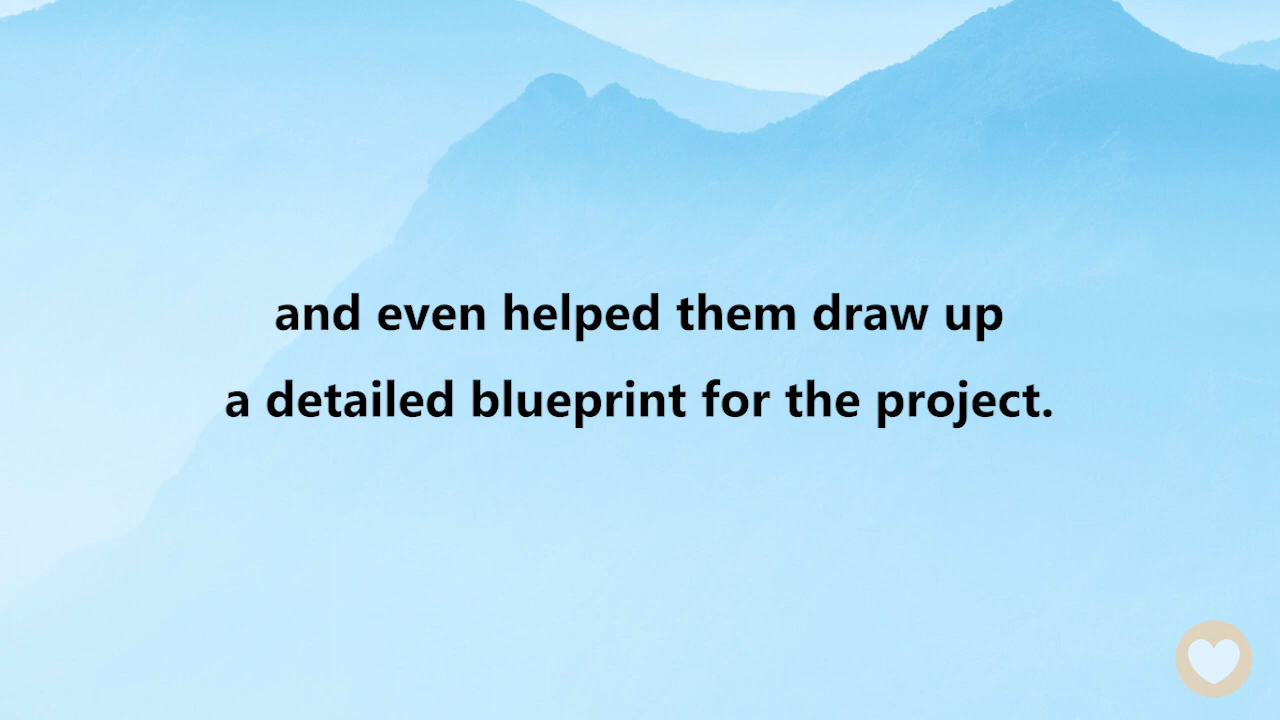 and even helped them draw up
a detailed blueprint for the project.